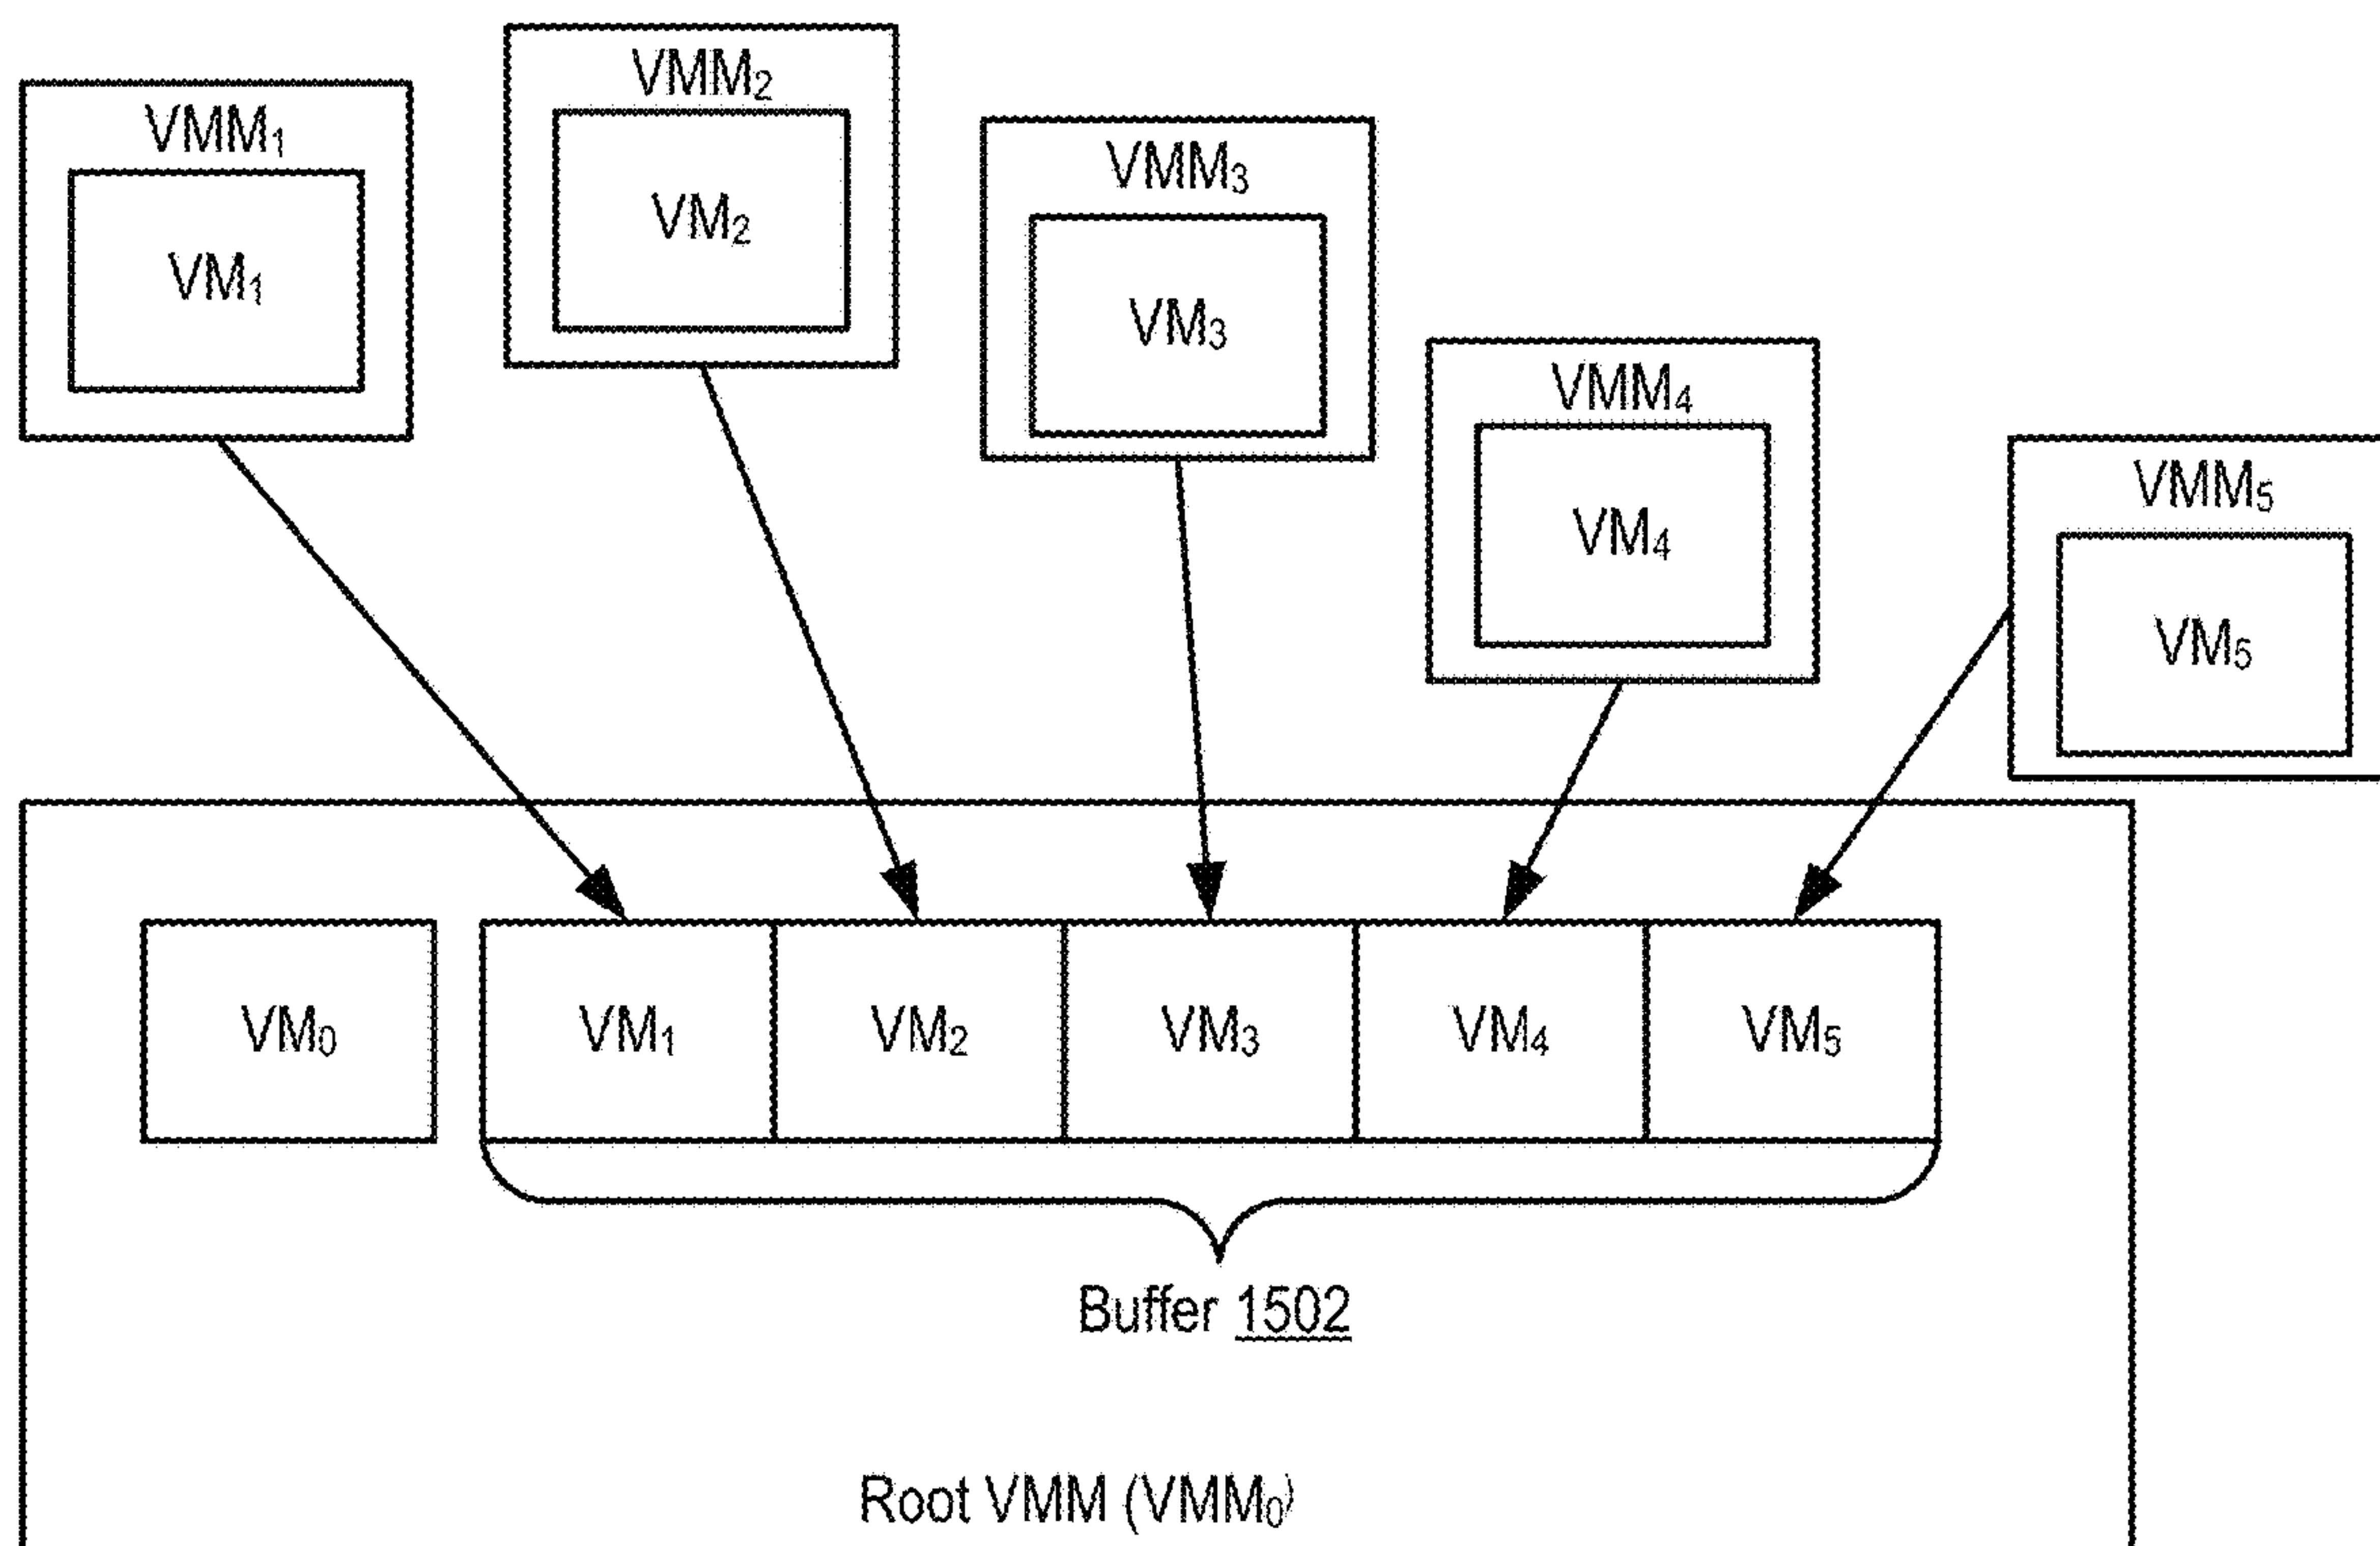 VMM₁
VM₁
VMM₂
VM₂
VMM₃
VM₃
VMM₄
VM₄
VMM₅
VM₅
VM₀
VM₁
VM₂
VM₃
VM₄
VM₅
Buffer 1502
Root VMM (VMM₀)